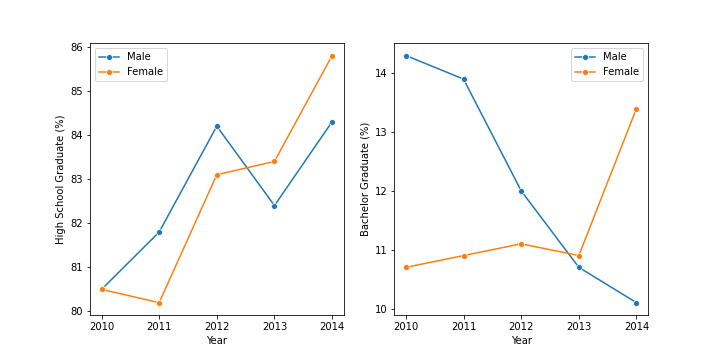 Male
Female
86
85
84
83
82
81
80
High School Graduate (%)
2010 2011 2012 2013 2014
Year
Male
Female
14
13
12
11
10
Bachelor Graduate (%)
2010 2011 2012 2013 2014
Year